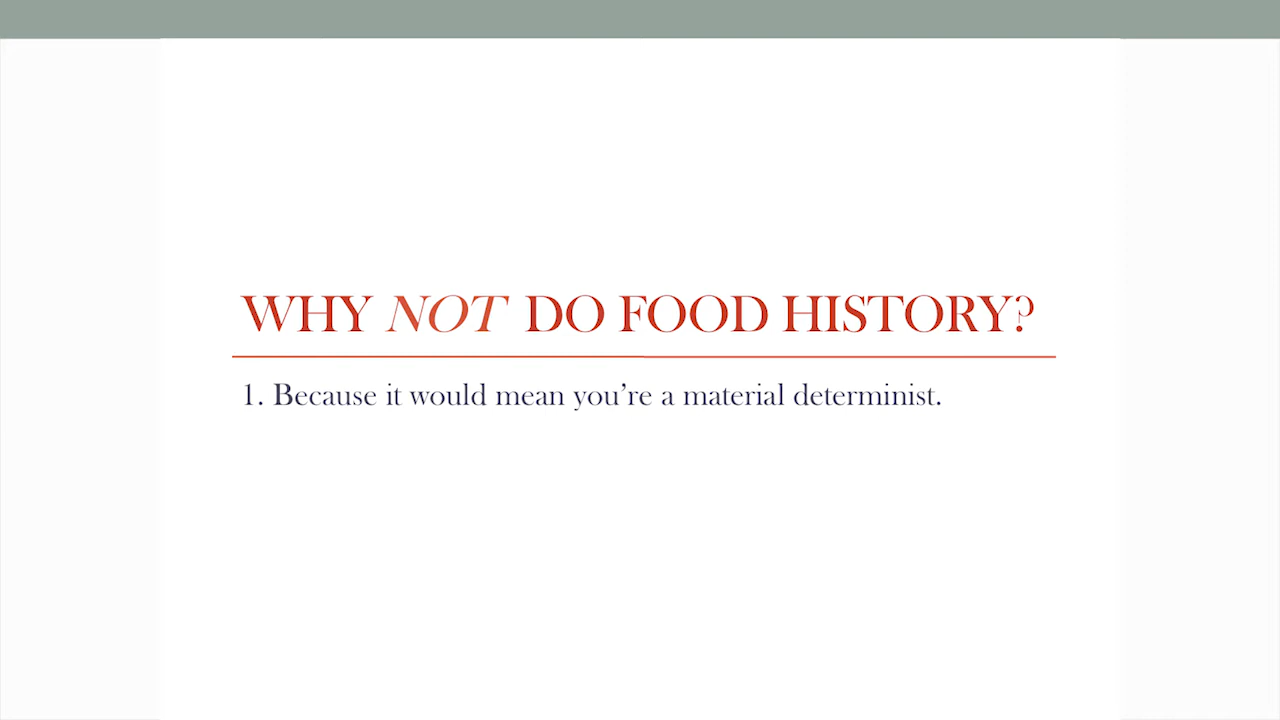 WHY NOT DO FOOD HISTORY?
1. Because it would mean you’re a material determinist.